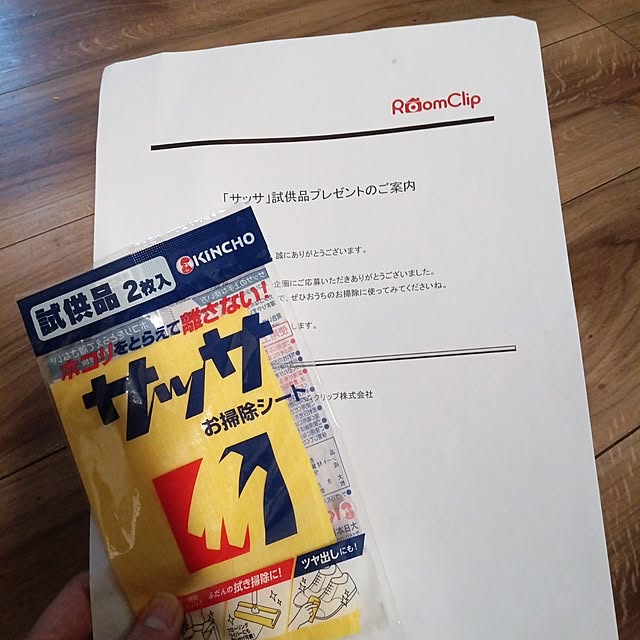 RoomClip
「サッサ」試供品プレゼントのご案内
誠にありがとうございます。
企画にご応募いただきありがとうございました。
で、ぜひおうちのお掃除に使ってみてくださいね。
します。
ムクリップ株式会社
KINCHO
試供品 2枚入
ホコリをとらえて離さない!
サッサ
お掃除シート
ツヤ出しにも!
ふだんの拭き掃除に!